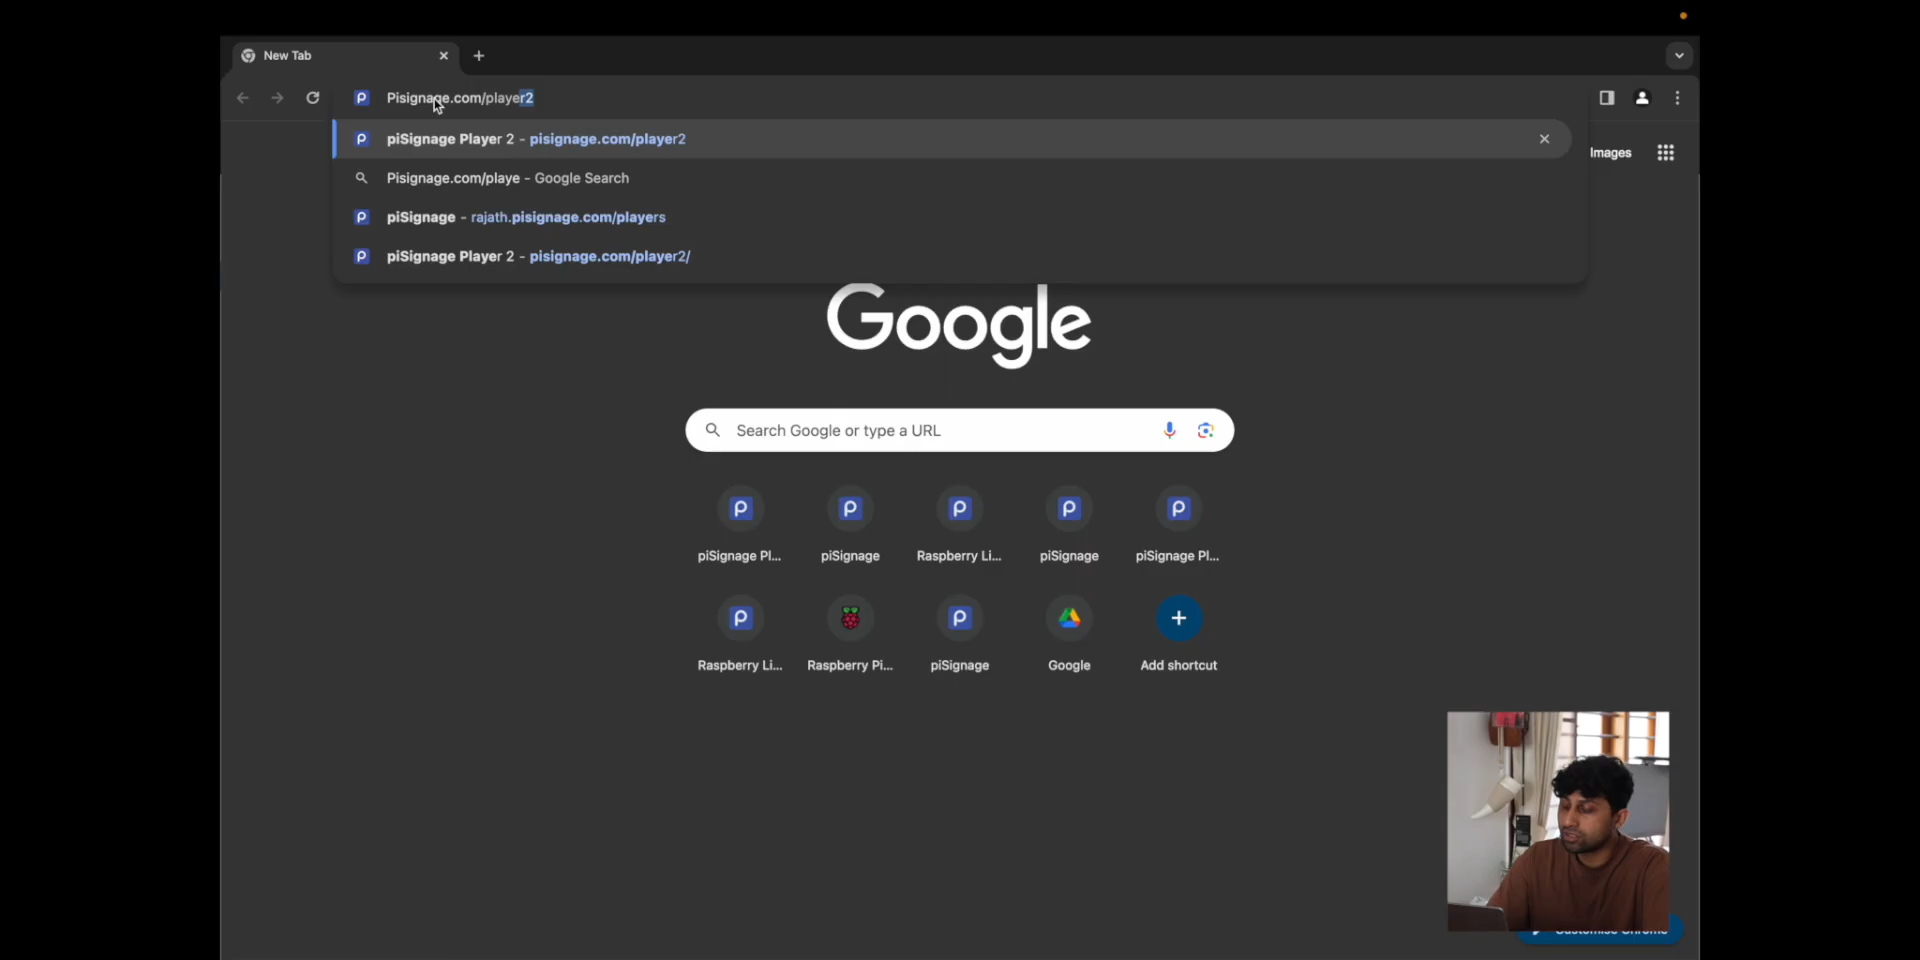 New Tab
Pisignage.com/player2
piSignage Player 2 - pisignage.com/player2
Pisignage.com/playe - Google Search
piSignage - rajath.pisignage.com/players
piSignage Player 2 - pisignage.com/player2/
Images
Google
Search Google or type a URL
piSignage Pl...
piSignage
Raspberry Li...
piSignage
piSignage Pl...
Raspberry Li...
Raspberry Pi...
piSignage
Google
Add shortcut
Customise Chrome